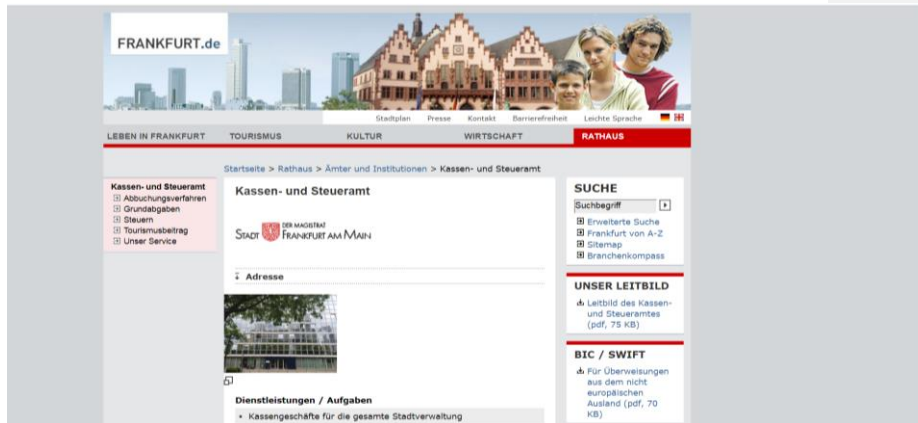 FRANKFURT.de
Stadtplan Presse Kontakt Barrierefreiheit Leichte Sprache
LEBEN IN FRANKFURT TOURISMUS KULTUR WIRTSCHAFT RATHAUS
Startseite > Rathaus > Ämter und Institutionen > Kassen- und Steueramt
Kassen- und Steueramt
Abbuchungsverfahren
Grundabgaben
Steuern
Tourismusbeitrag
Unser Service
Kassen- und Steueramt
DER MAGISTRAT
STADT FRANKFURT AM MAIN
Adresse
Dienstleistungen / Aufgaben
• Kassengeschäfte für die gesamte Stadtverwaltung
SUCHE
Suchbegriff
Erweiterte Suche
Frankfurt von A-Z
Sitemap
Branchenkompass
UNSER LEITBILD
Leitbild des Kassen-
und Steueramtes
(pdf, 75 KB)
BIC / SWIFT
Für Überweisungen
aus dem nicht
europäischen
Ausland (pdf, 70
KB)